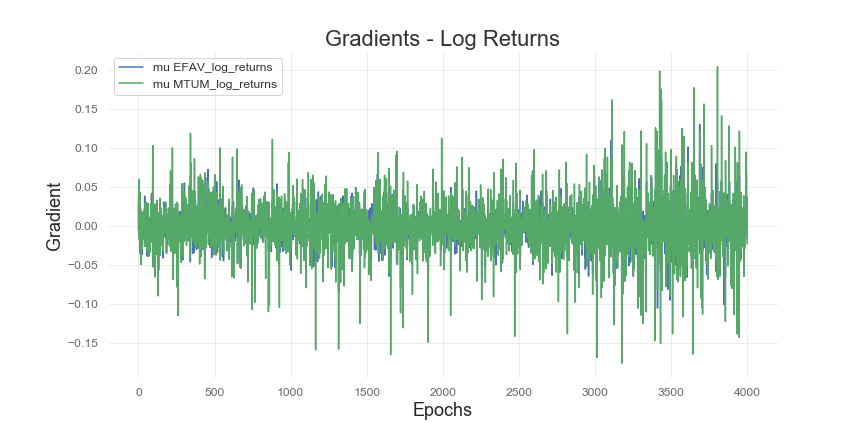 Gradients - Log Returns
mu EFAV_log_returns
mu MTUM_log_returns
0.20
0.15
0.10
0.05
0.00
−0.05
−0.10
−0.15
Gradient
0 500 1000 1500 2000 2500 3000 3500 4000
Epochs